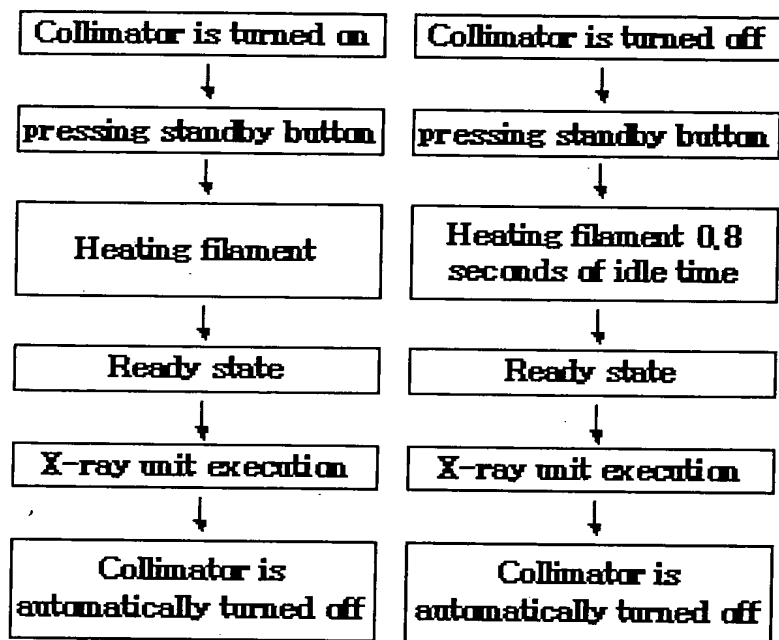 Collimator is turned on
pressing standby button
Heating filament
Ready state
X-ray unit execution
Collimator is
automatically turned off
Collimator is turned off
pressing standby button
Heating filament 0.8
seconds of idle time
Ready state
X-ray unit execution
Collimator is
automatically turned off